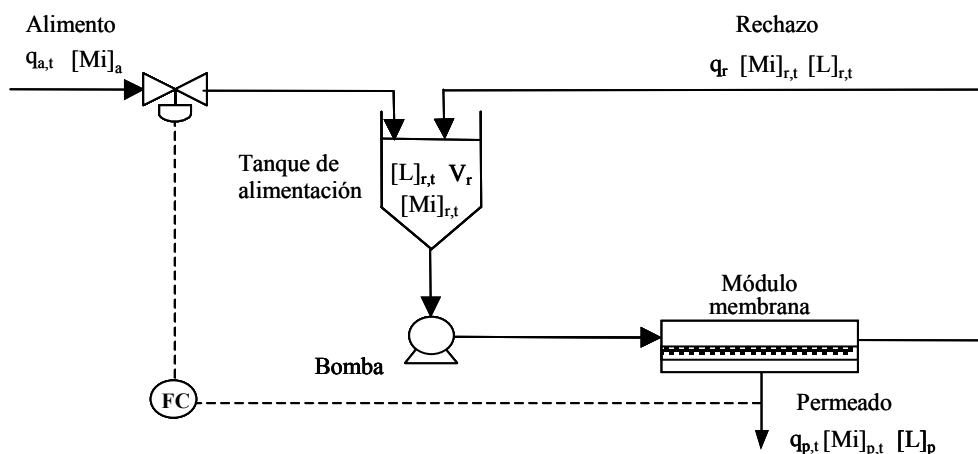 Alimento
q_{a,t} [Mi]_a
Rechazo
q_r [Mi]_{r,t} [L]_{r,t}
Tanque de
alimentación
[L]_{r,t} V_r
[Mi]_{r,t}
Módulo
membrana
Bomba
FC
Permeado
q_{p,t} [Mi]_{p,t} [L]_p